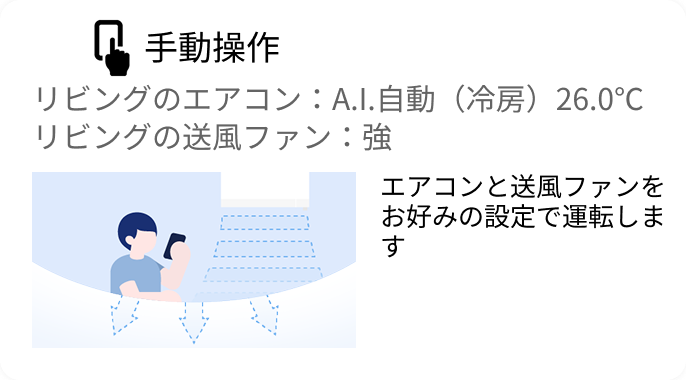 手動操作
リビングのエアコン：A.I.自動（冷房）26.0℃
リビングの送風ファン：強
エアコンと送風ファンを
お好みの設定で運転しま
す